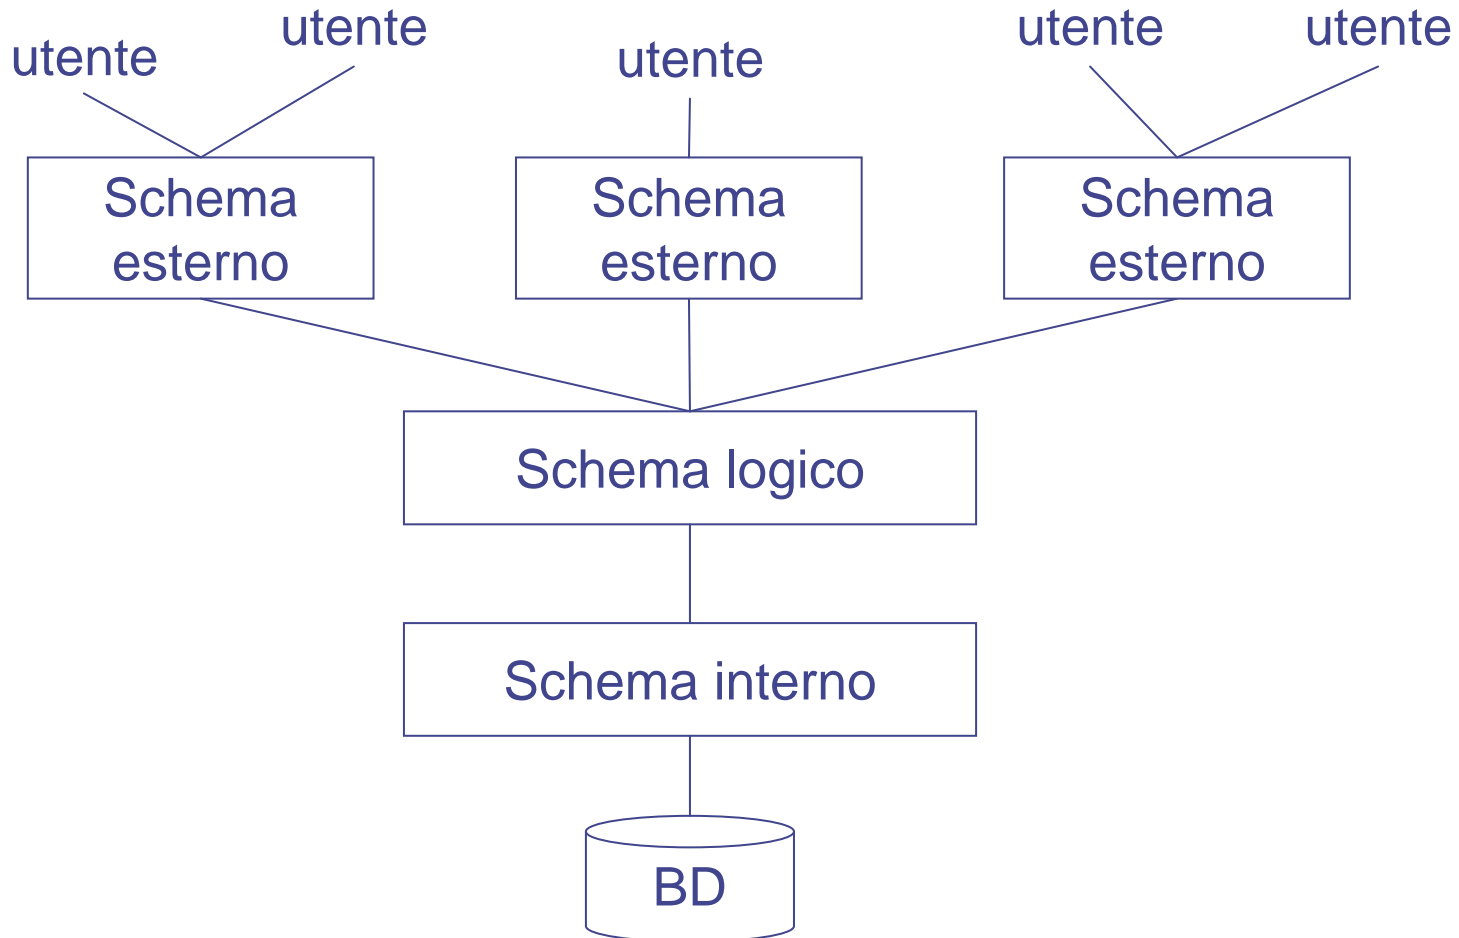 utente
utente
utente
utente
utente
Schema
esterno
Schema
esterno
Schema
esterno
Schema logico
Schema interno
BD